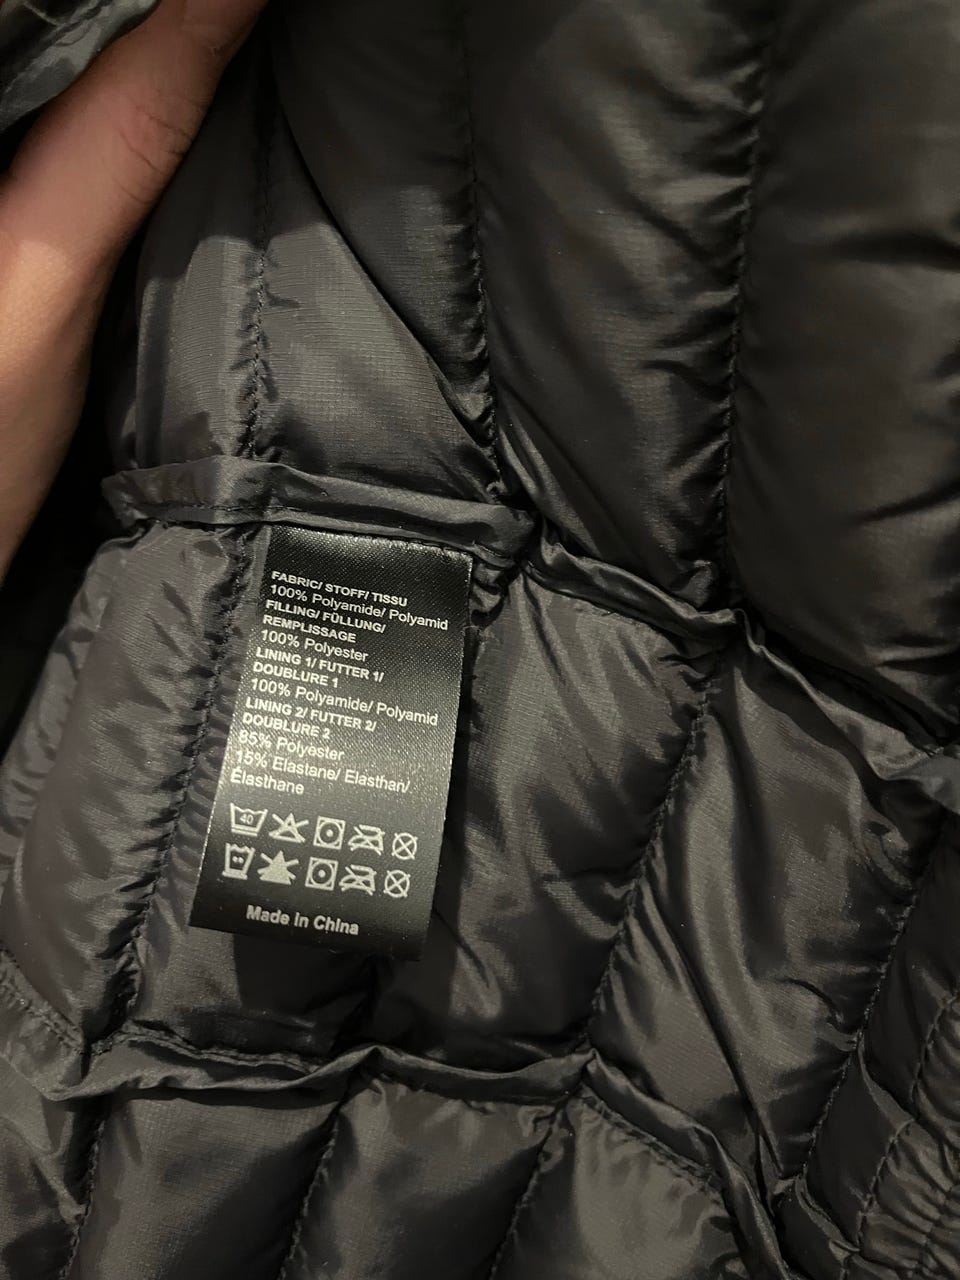 FABRIC/ STOFF/ TISSU
100% Polyamide/ Polyamid
FILLING/ FÜLLUNG/
REMPLISSAGE
100% Polyester
LINING 1/ FUTTER 1/
DOUBLURE 1
100% Polyamide/ Polyamid
LINING 2/ FUTTER 2/
DOUBLURE 2
85% Polyester
15% Elastane/ Elasthan/
Élasthane
40
Made in China